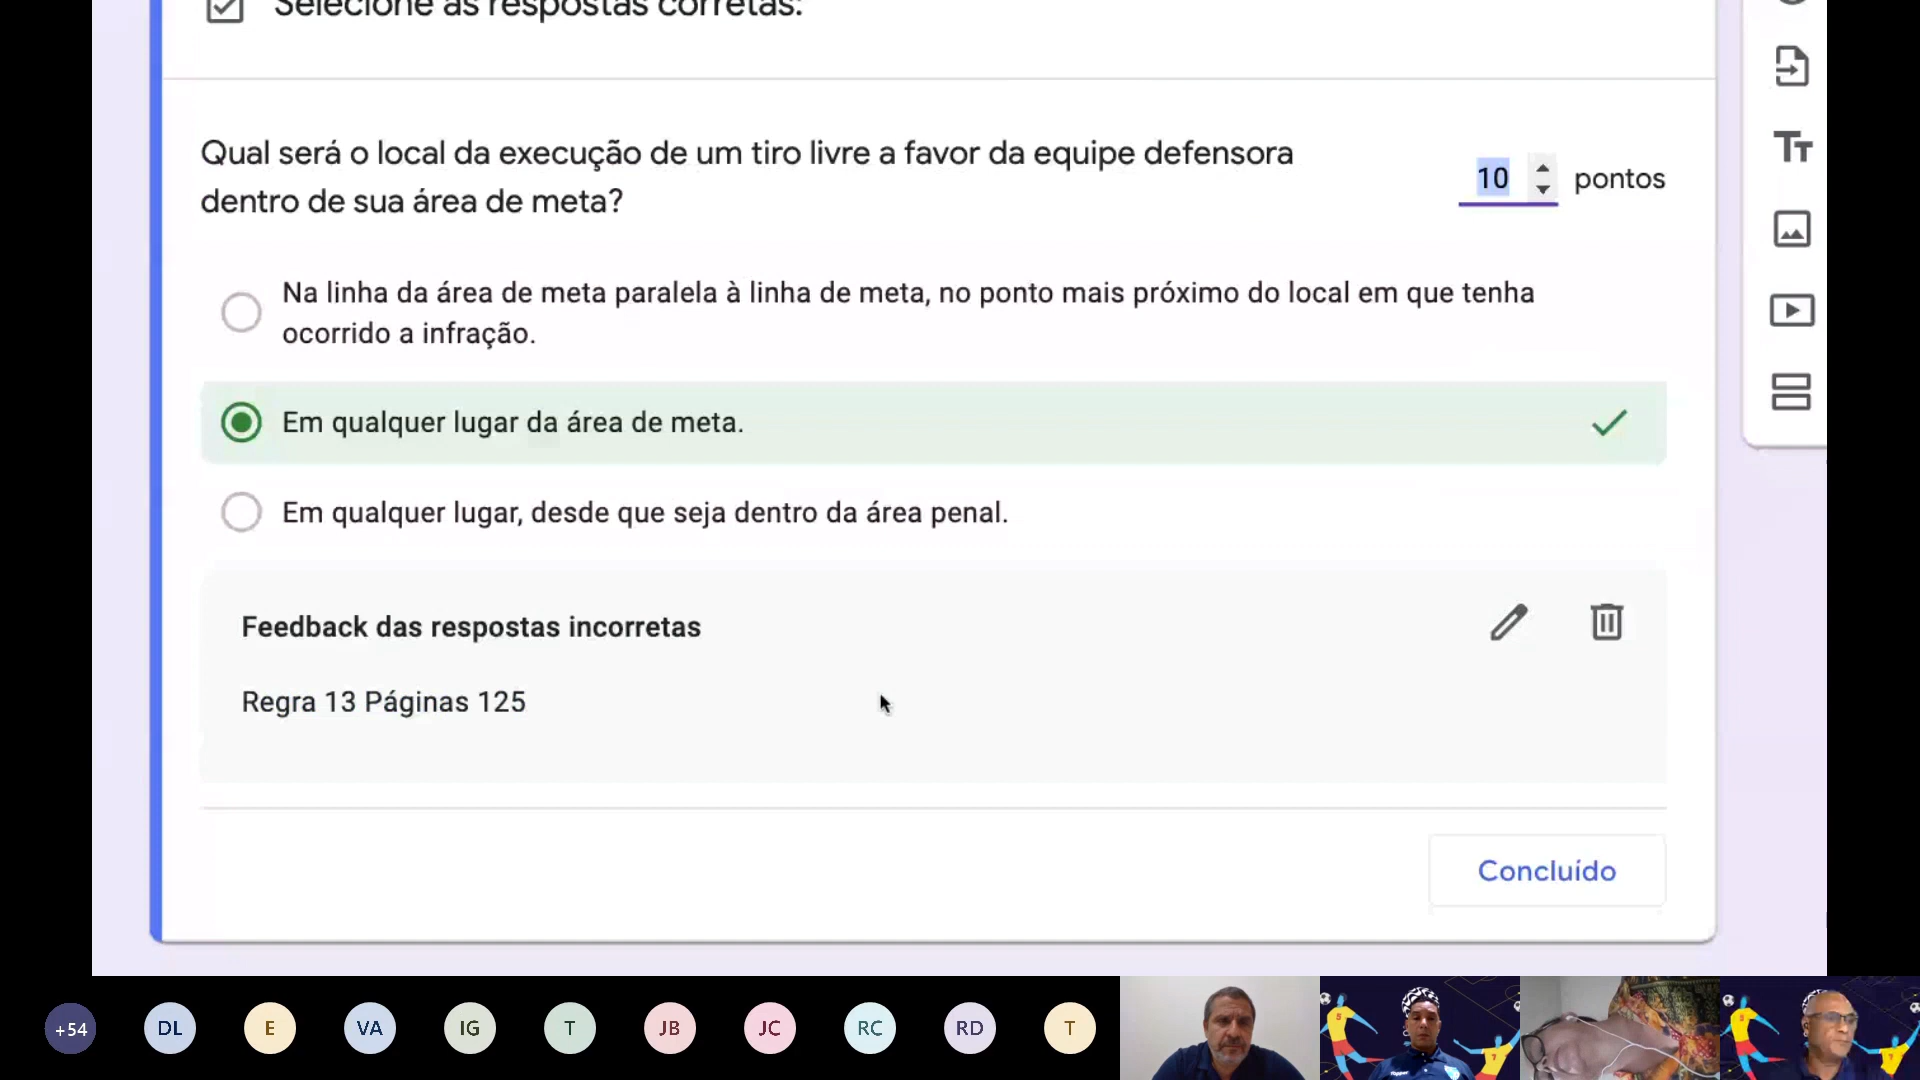 Selecione as respostas corretas:
Qual será o local da execução de um tiro livre a favor da equipe defensora
dentro de sua área de meta?
10 pontos
Na linha da área de meta paralela à linha de meta, no ponto mais próximo do local em que tenha
ocorrido a infração.
Em qualquer lugar da área de meta.
Em qualquer lugar, desde que seja dentro da área penal.
Feedback das respostas incorretas
Regra 13 Páginas 125
Concluído
+54 DL E VA IG T JB JC RC RD T